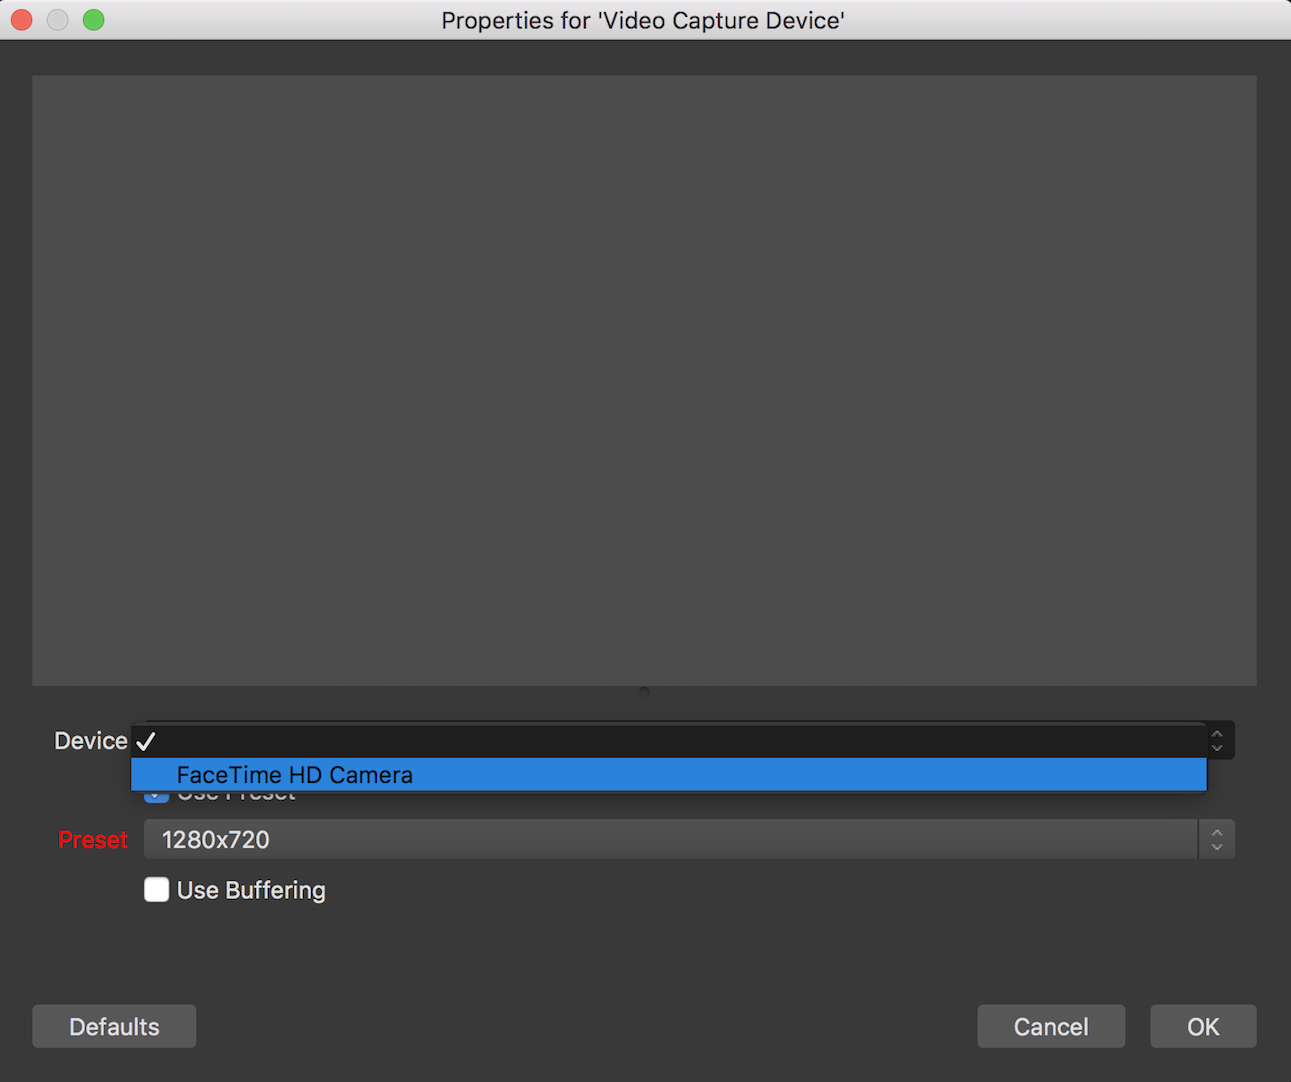 Properties for 'Video Capture Device'
Device ✓
FaceTime HD Camera
Use Preset
Preset 1280x720
Use Buffering
Defaults Cancel OK